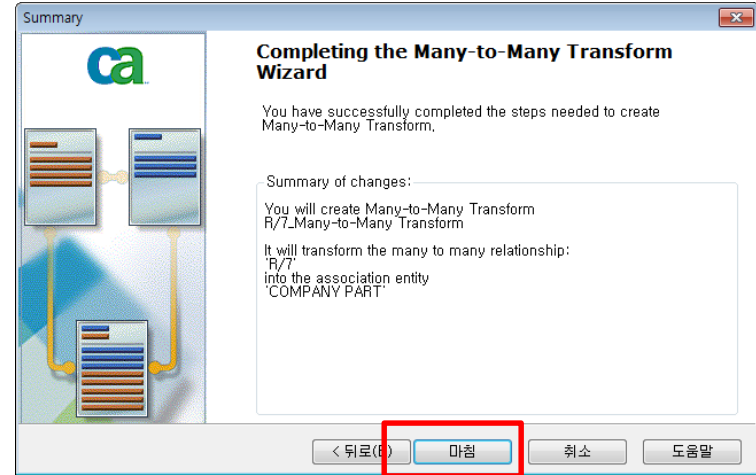 Summary
ca
Completing the Many-to-Many Transform
Wizard
You have successfully completed the steps needed to create
Many-to-Many Transform,
Summary of changes:
You will create Many-to-Many Transform
R/7_Many-to-Many Transform
It will transform the many to many relationship:
'R/7'
into the association entity
'COMPANY PART'
< 뒤로(B) 마침 취소 도움말